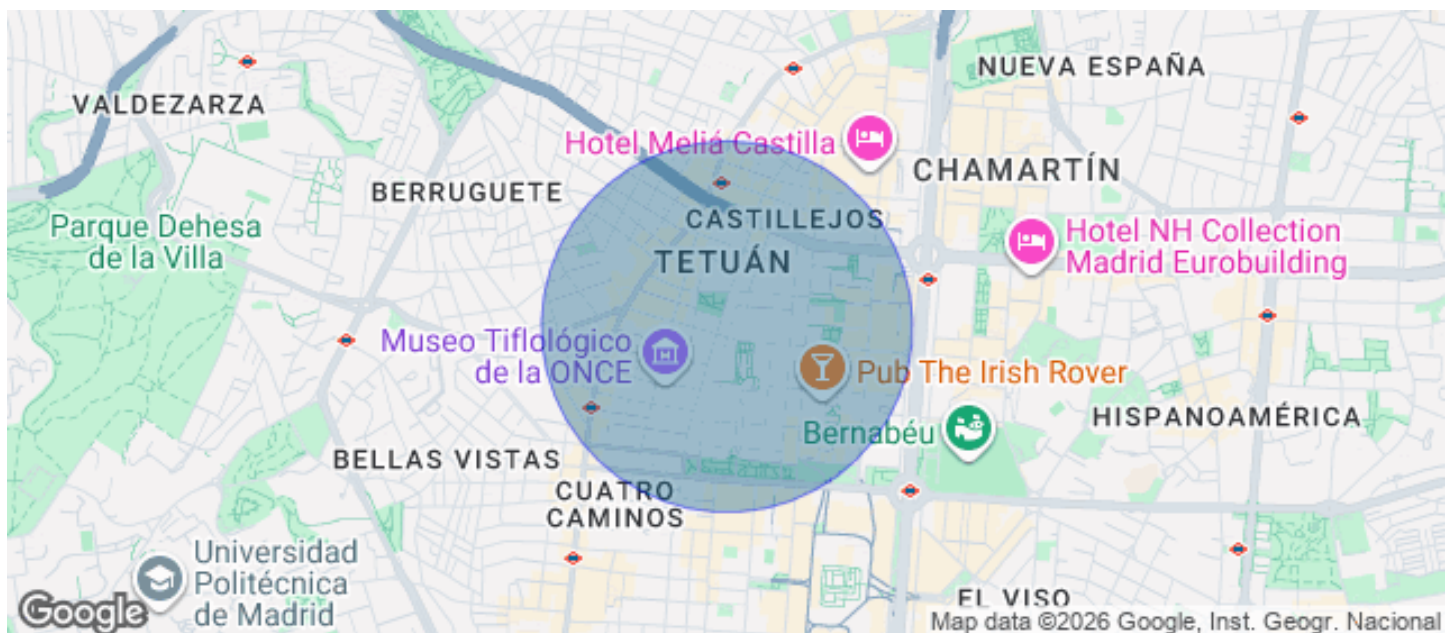 NUEVA ESPAÑA
VALDEZARZA
Hotel Meliá Castilla
CHAMARTÍN
BERRUGUETE
Parque Dehesa
de la Villa
CASTILLEJOS
TETUÁN
Hotel NH Collection
Madrid Eurobuilding
Museo Tiflológico
de la ONCE
Pub The Irish Rover
HISPANOAMÉRICA
Bernabéu
BELLAS VISTAS
CUATRO
CAMINOS
Universidad
Politécnica
de Madrid
EL VISO
Google
Map data ©2026 Google, Inst. Geogr. Nacional